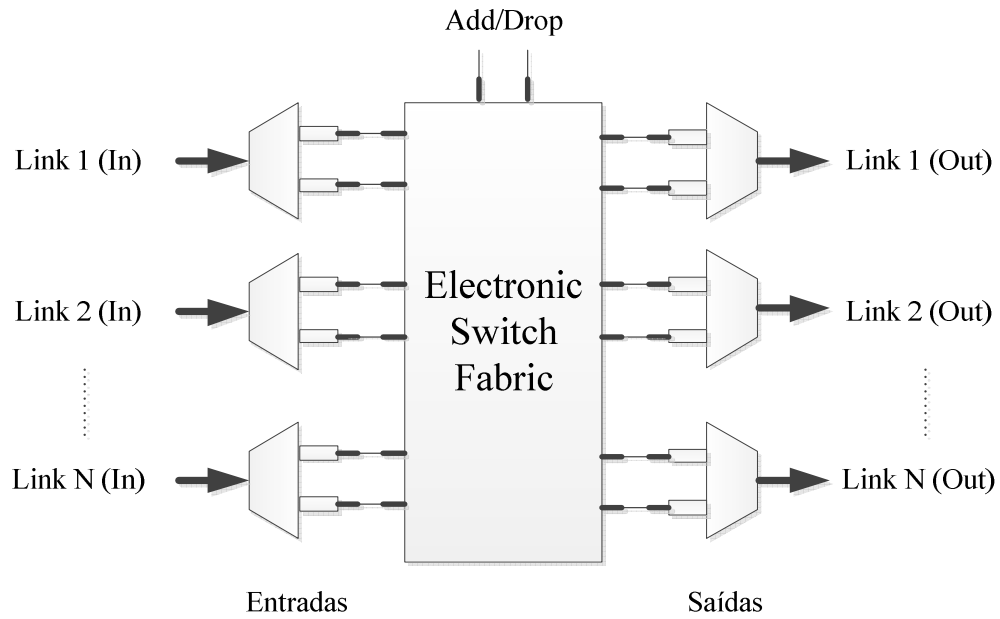 Add/Drop
Link 1 (In)
Link 1 (Out)
Electronic
Switch
Fabric
Link 2 (In)
Link 2 (Out)
Link N (In)
Link N (Out)
Entradas
Saídas